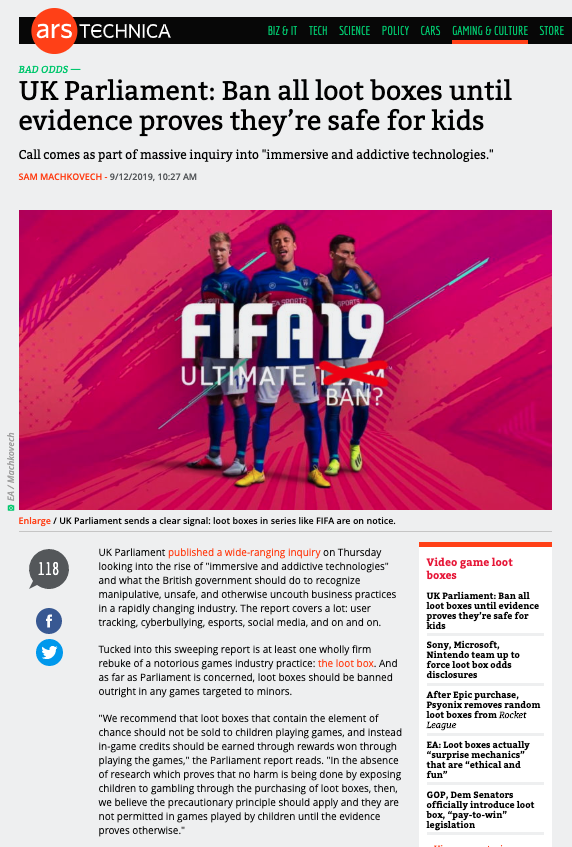 ars TECHNICA
BIZ & IT TECH SCIENCE POLICY CARS GAMING & CULTURE STORE
BAD ODDS —
UK Parliament: Ban all loot boxes until
evidence proves they’re safe for kids
Call comes as part of massive inquiry into "immersive and addictive technologies."
SAM MACHKOVECH - 9/12/2019, 10:27 AM
EA SPORTS
FIFA 19
ULTIMATE TEAM
BAN?
EA / Machkovech
Enlarge / UK Parliament sends a clear signal: loot boxes in series like FIFA are on notice.
118
UK Parliament published a wide-ranging inquiry on Thursday
looking into the rise of "immersive and addictive technologies"
and what the British government should do to recognize
manipulative, unsafe, and otherwise uncouth business practices
in a rapidly changing industry. The report covers a lot: user
tracking, cyberbullying, esports, social media, and on and on.
Tucked into this sweeping report is at least one wholly firm
rebuke of a notorious games industry practice: the loot box. And
as far as Parliament is concerned, loot boxes should be banned
outright in any games targeted to minors.
"We recommend that loot boxes that contain the element of
chance should not be sold to children playing games, and instead
in-game credits should be earned through rewards won through
playing the games," the Parliament report reads. "In the absence
of research which proves that no harm is being done by exposing
children to gambling through the purchasing of loot boxes, then,
we believe the precautionary principle should apply and they are
not permitted in games played by children until the evidence
proves otherwise."
Video game loot
boxes
UK Parliament: Ban all
loot boxes until evidence
proves they’re safe for
kids
Sony, Microsoft,
Nintendo team up to
force loot box odds
disclosures
After Epic purchase,
Psyonix removes random
loot boxes from Rocket
League
EA: Loot boxes actually
“surprise mechanics”
that are “ethical and
fun”
GOP, Dem Senators
officially introduce loot
box, “pay-to-win”
legislation